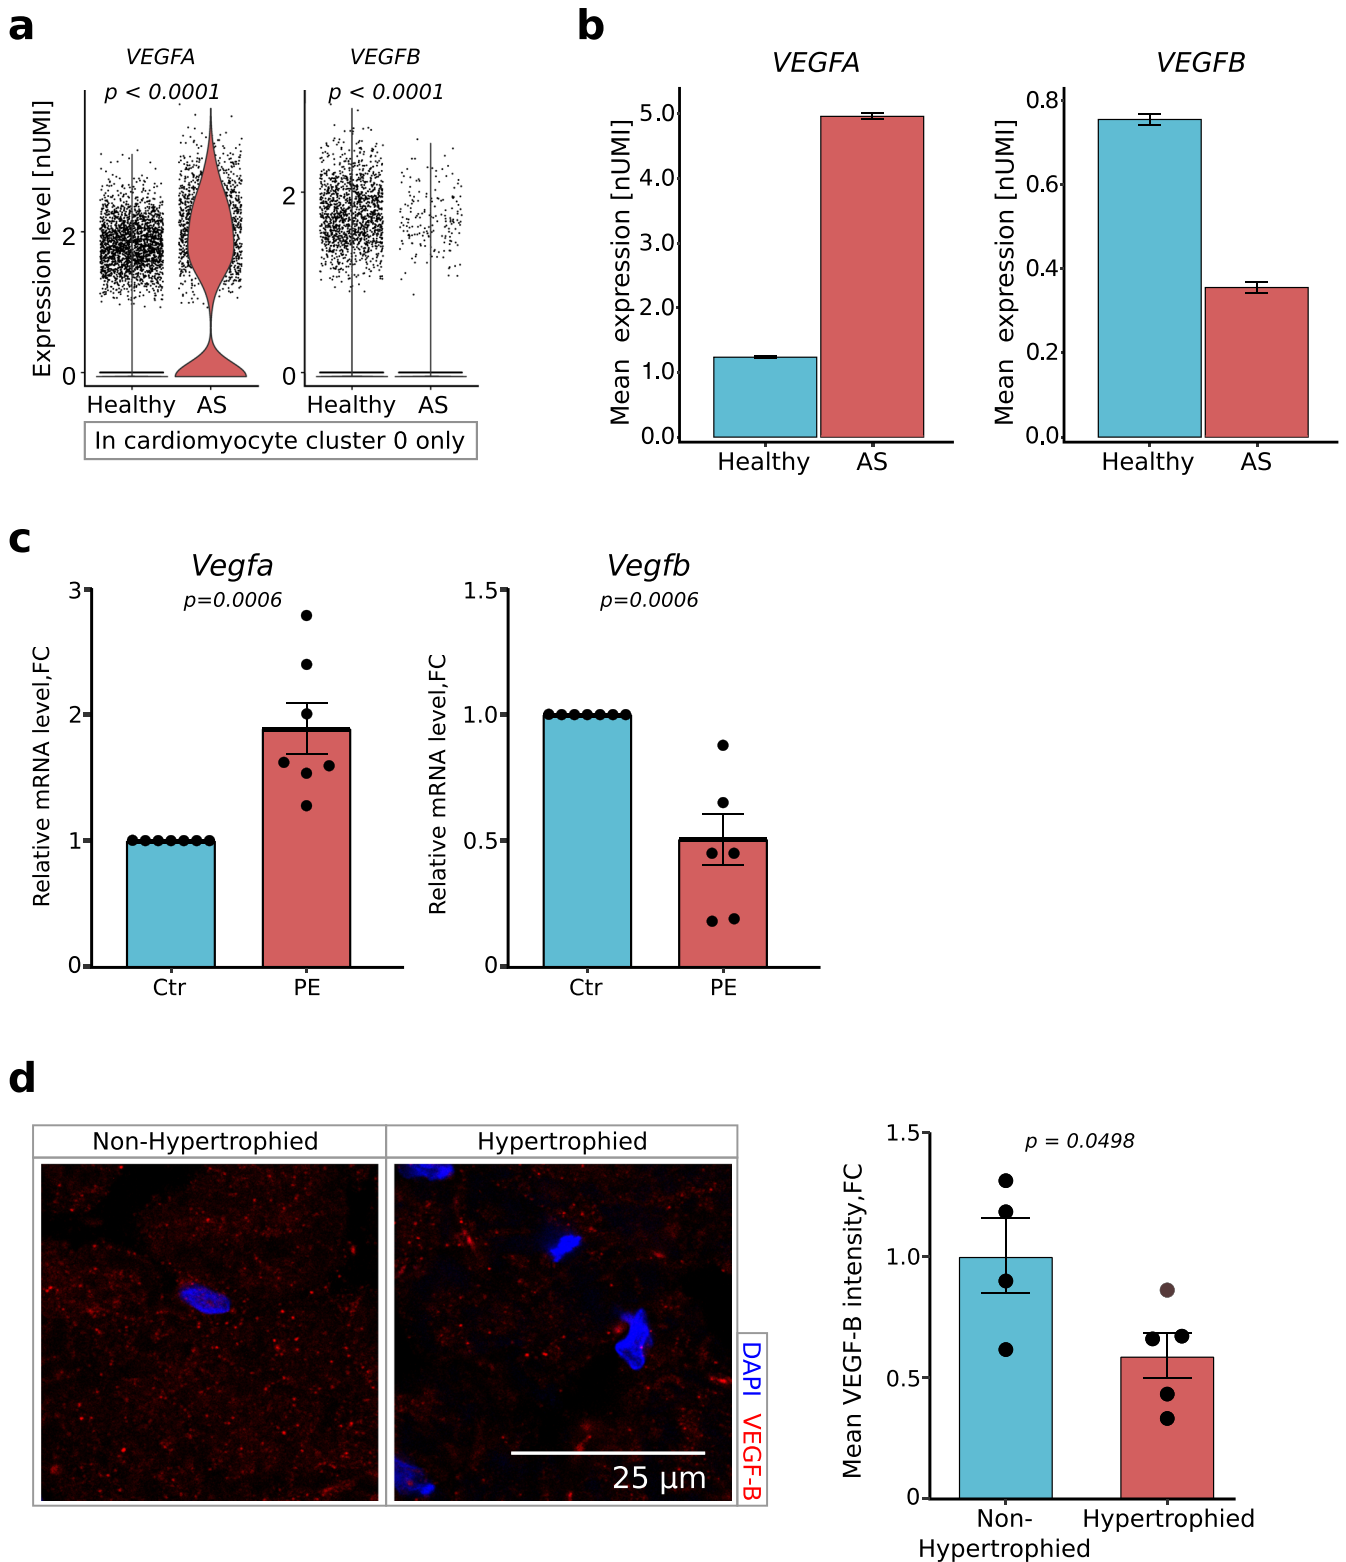 a
VEGFA
VEGFB
p < 0.0001
p < 0.0001
Expression level [nUMI]
2
0
2
0
Healthy
AS
Healthy
AS
In cardiomyocyte cluster 0 only
b
VEGFA
VEGFB
Mean expression [nUMI]
5.0
4.0
3.0
2.0
1.0
0.0
Healthy
AS
Mean expression [nUMI]
0.8
0.6
0.4
0.2
0.0
Healthy
AS
c
Vegfa
p=0.0006
Relative mRNA level,FC
3
2
1
0
Ctr
PE
Vegfb
p=0.0006
Relative mRNA level,FC
1.5
1.0
0.5
0
Ctr
PE
d
Non-Hypertrophied
Hypertrophied
25 µm
DAPI VEGF-B
p = 0.0498
Mean VEGF-B intensity,FC
1.5
1.0
0.5
0
Non-
Hypertrophied
Hypertrophied